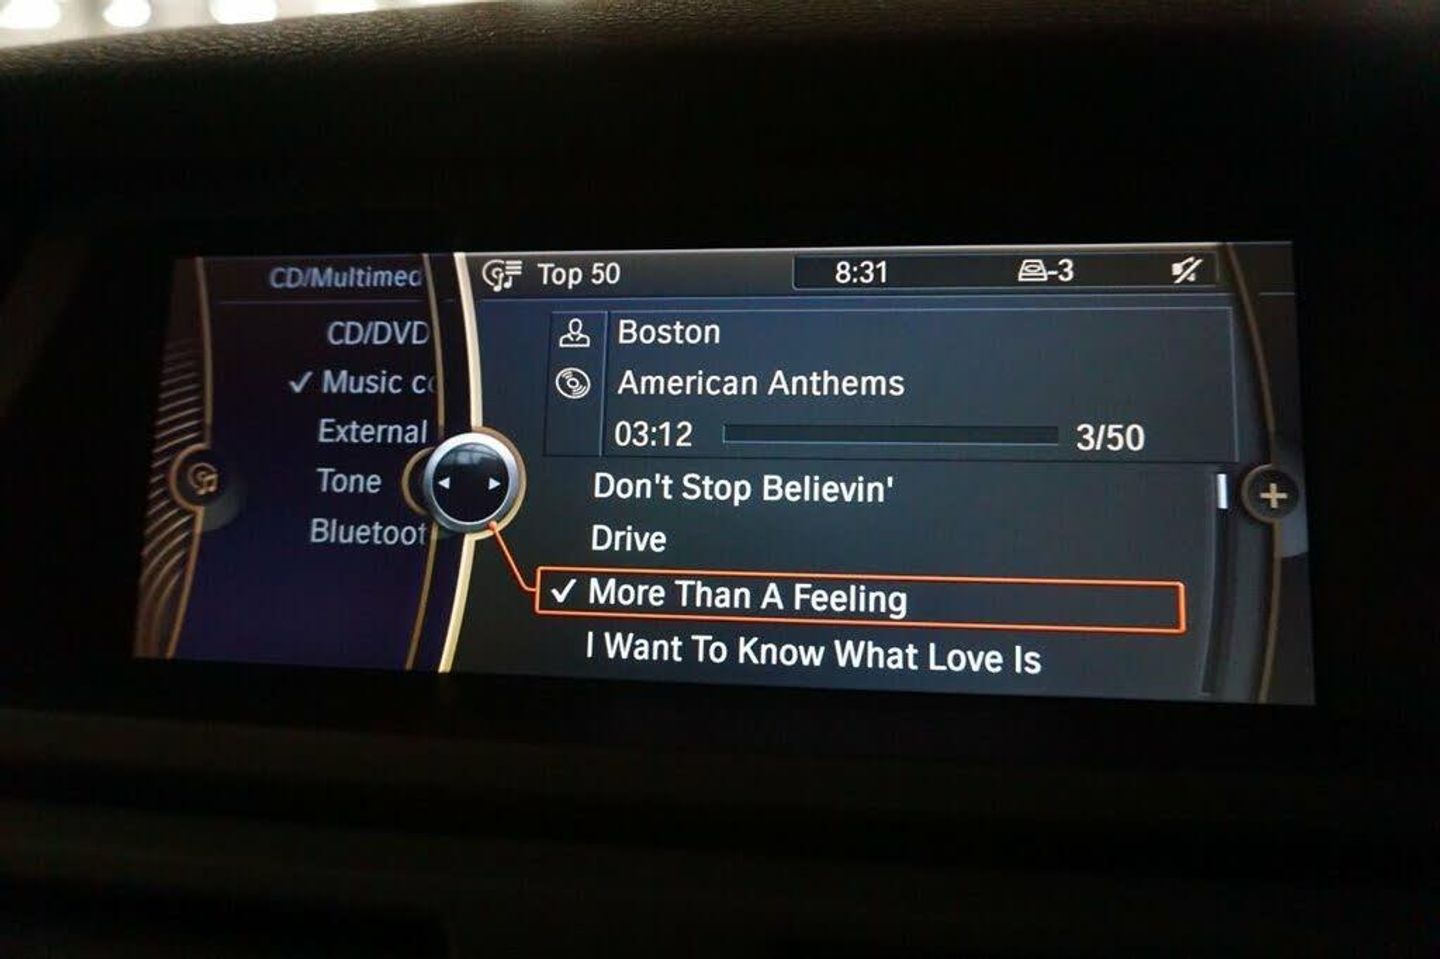 CD/Multimed
CD/DVD
✓ Music c
External
Tone
Bluetoot
Top 50
8:31
-3
Boston
American Anthems
03:12
3/50
Don't Stop Believin'
Drive
✓ More Than A Feeling
I Want To Know What Love Is